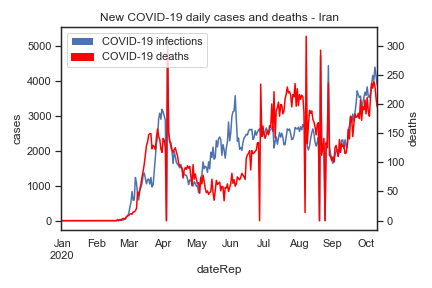 New COVID-19 daily cases and deaths - Iran
COVID-19 infections
COVID-19 deaths
5000
4000
3000
2000
1000
0
cases
300
250
200
150
100
50
0
deaths
Jan Feb Mar Apr May Jun Jul Aug Sep Oct
2020
dateRep